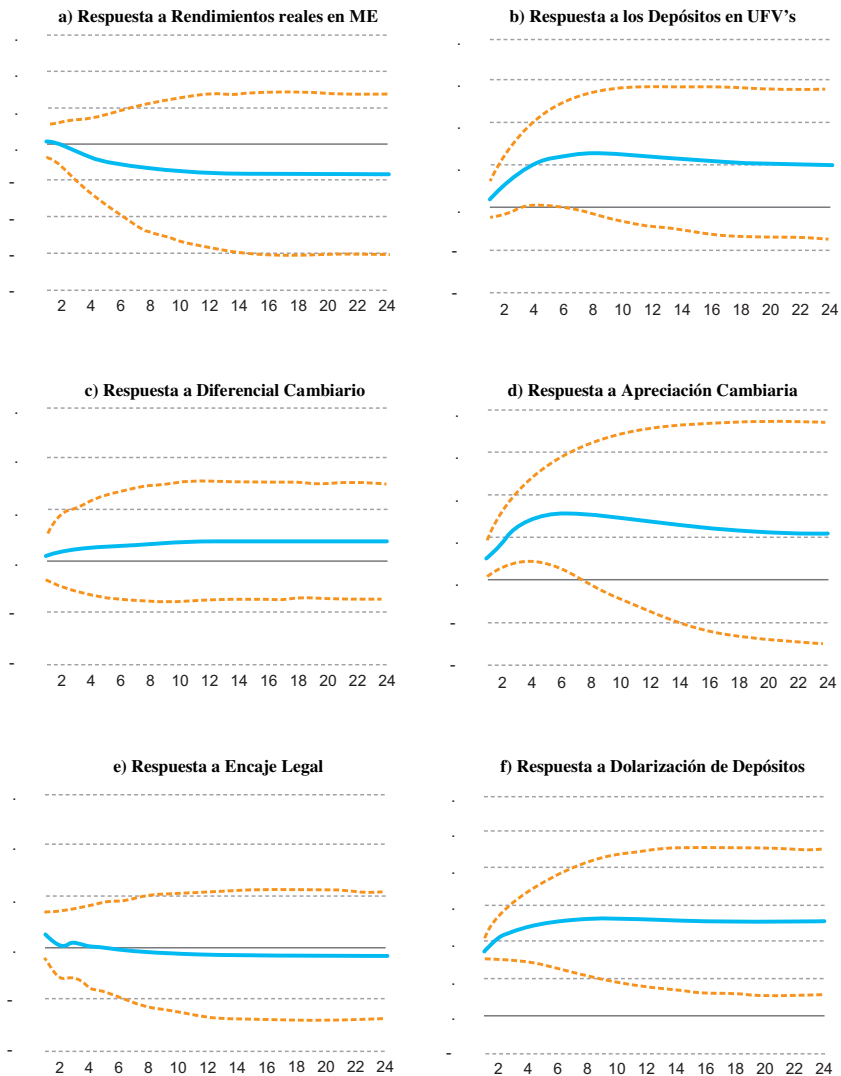 a) Respuesta a Rendimientos reales en ME
2 4 6 8 10 12 14 16 18 20 22 24
b) Respuesta a los Depósitos en UFV's
2 4 6 8 10 12 14 16 18 20 22 24
c) Respuesta a Diferencial Cambiario
2 4 6 8 10 12 14 16 18 20 22 24
d) Respuesta a Apreciación Cambiaria
2 4 6 8 10 12 14 16 18 20 22 24
e) Respuesta a Encaje Legal
2 4 6 8 10 12 14 16 18 20 22 24
f) Respuesta a Dolarización de Depósitos
2 4 6 8 10 12 14 16 18 20 22 24